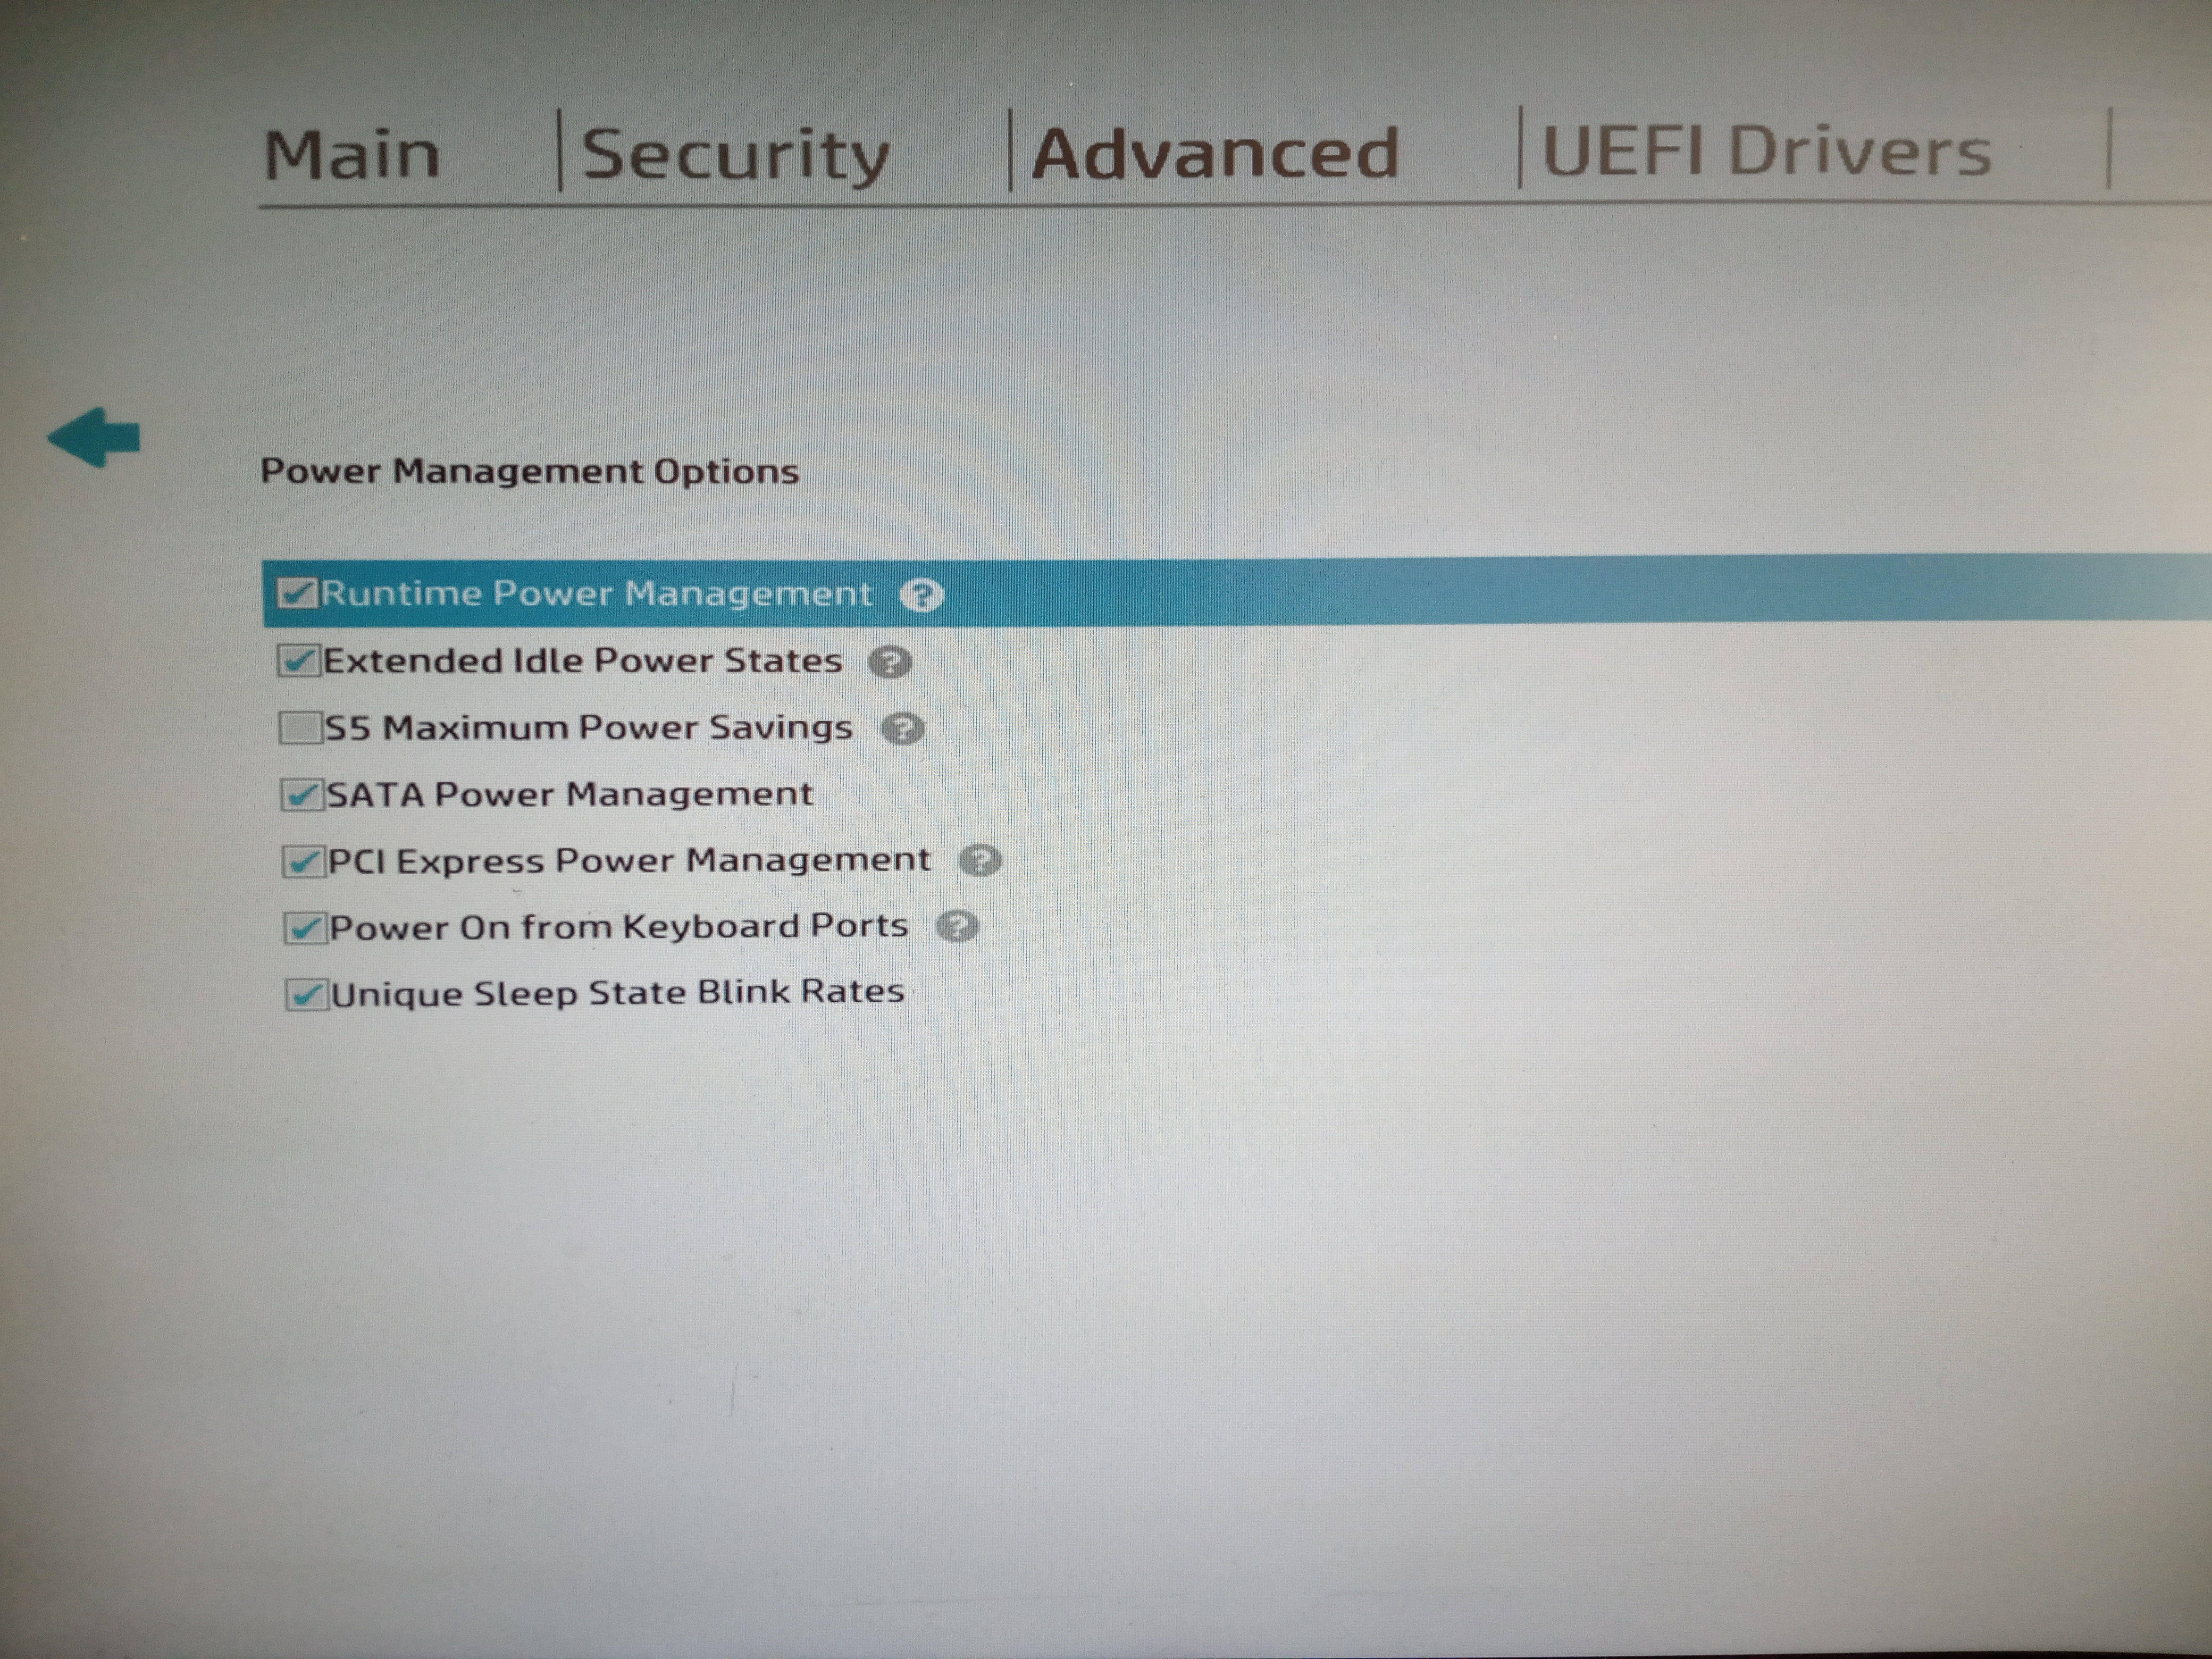 Main | Security | Advanced | UEFI Drivers |
Power Management Options
Runtime Power Management ?
Extended Idle Power States ?
S5 Maximum Power Savings ?
SATA Power Management
PCI Express Power Management ?
Power On from Keyboard Ports ?
Unique Sleep State Blink Rates